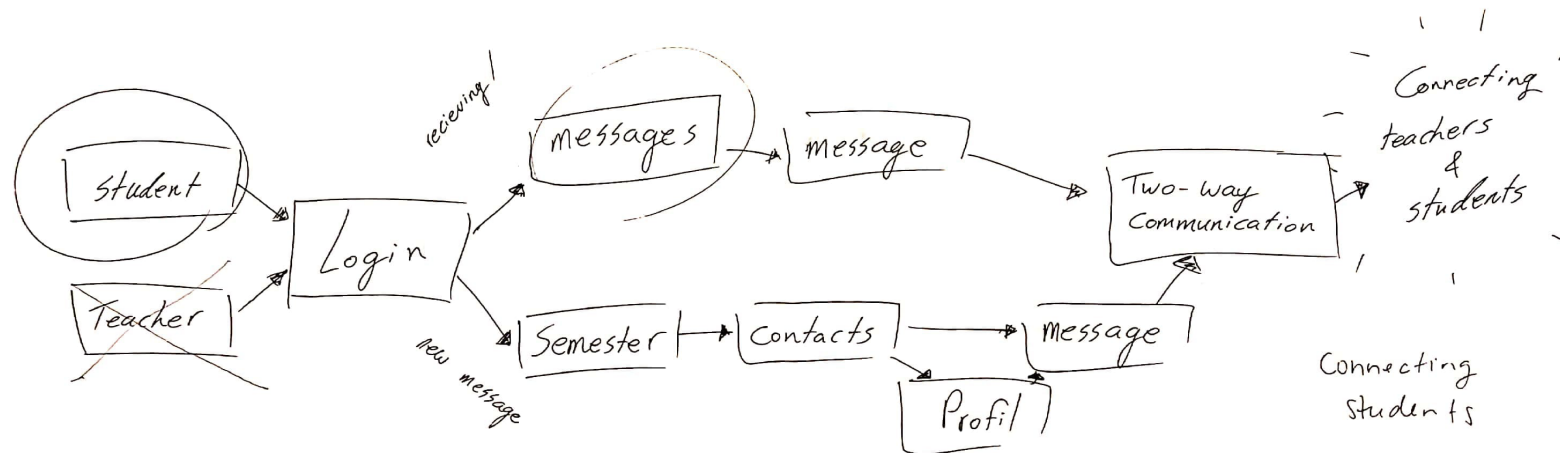 Student
Teacher
Login
recieving
messages
message
new message
Semester
Contacts
Profil
message
Two-way
Communication
Connecting
teachers
&
students
Connecting
students